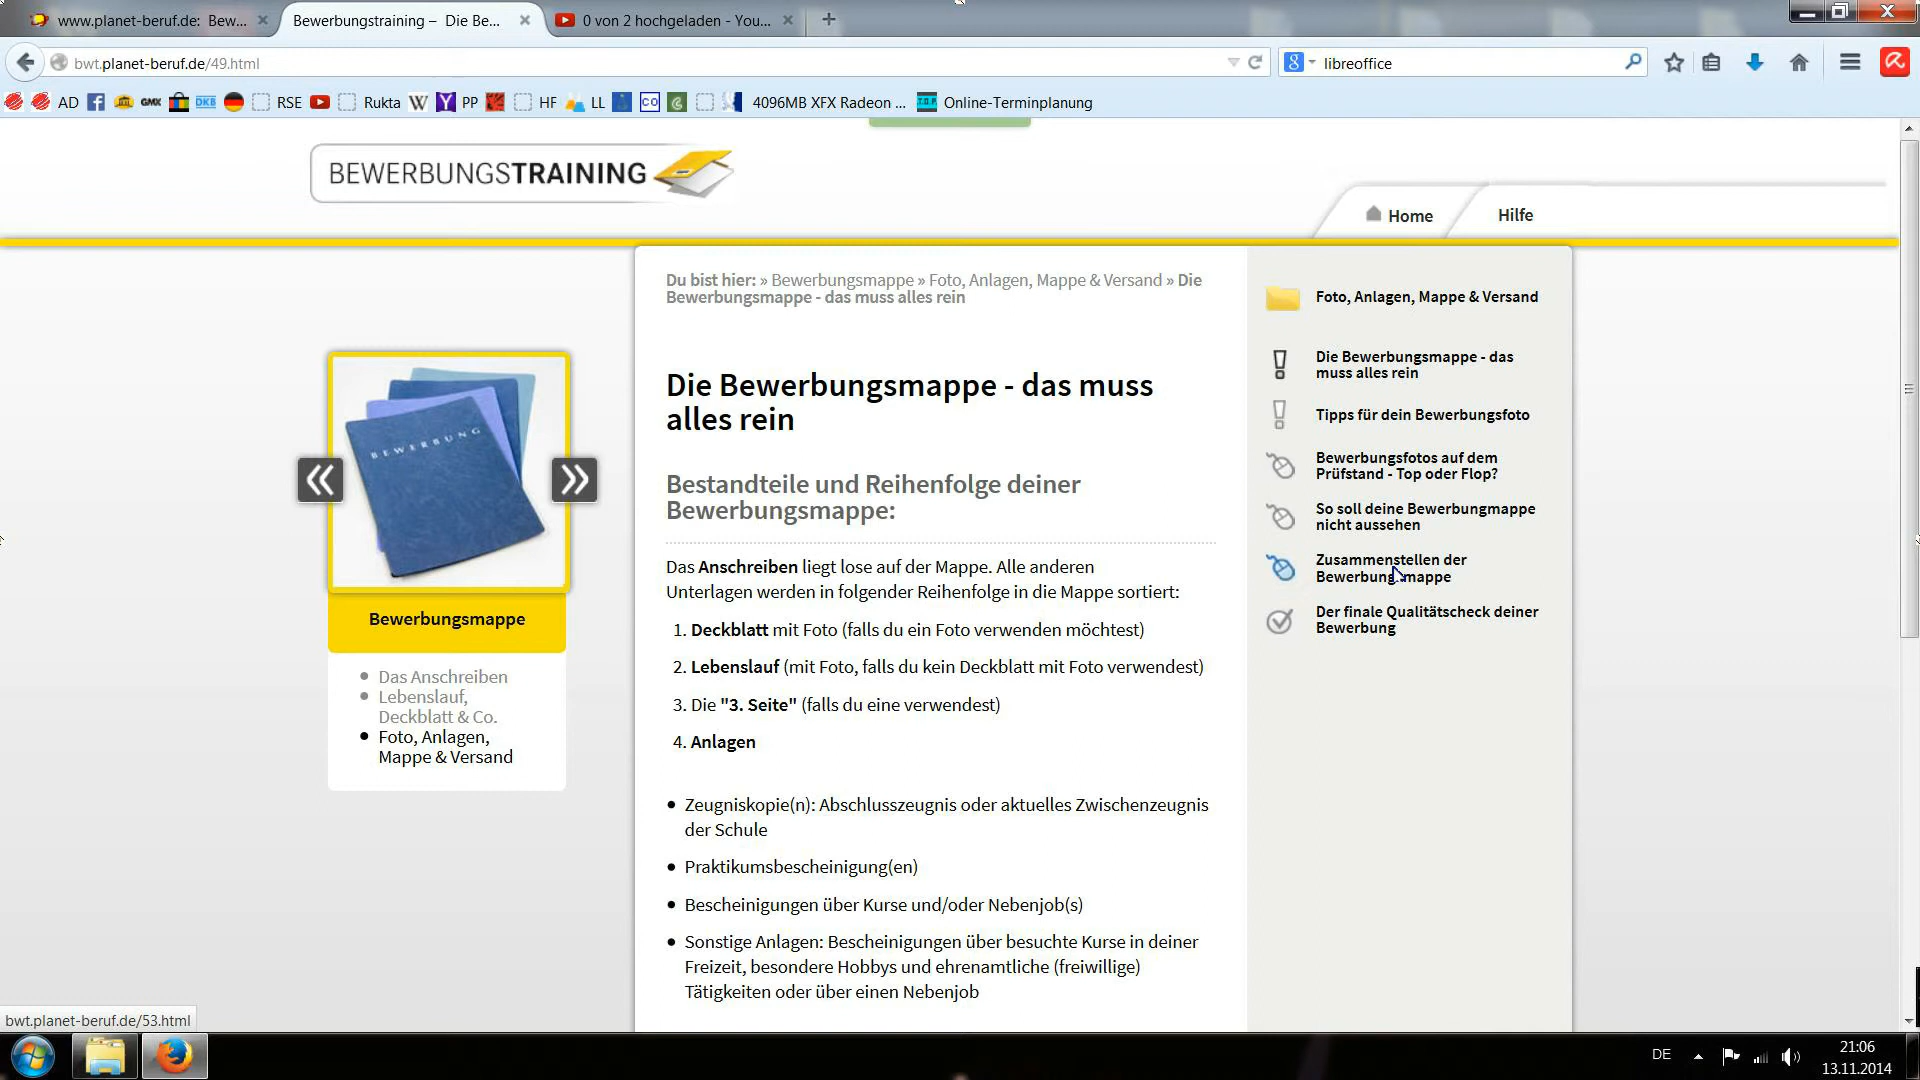 www.planet-beruf.de: Bew...
Bewerbungstraining – Die Be...
0 von 2 hochgeladen - You...
bwt.planet-beruf.de/49.html
libreoffice
AD
GMX
DKB
RSE
Rukta
W
Y
PP
HF
LL
CO
4096MB XFX Radeon ...
T.O.P.
Online-Terminplanung
BEWERBUNGSTRAINING
Home
Hilfe
Du bist hier: » Bewerbungsmappe » Foto, Anlagen, Mappe & Versand » Die
Bewerbungsmappe - das muss alles rein
BEWERBUNG
Bewerbungsmappe
Das Anschreiben
Lebenslauf,
Deckblatt & Co.
Foto, Anlagen,
Mappe & Versand
Die Bewerbungsmappe - das muss
alles rein
Bestandteile und Reihenfolge deiner
Bewerbungsmappe:
Das Anschreiben liegt lose auf der Mappe. Alle anderen
Unterlagen werden in folgender Reihenfolge in die Mappe sortiert:
1. Deckblatt mit Foto (falls du ein Foto verwenden möchtest)
2. Lebenslauf (mit Foto, falls du kein Deckblatt mit Foto verwendest)
3. Die "3. Seite" (falls du eine verwendest)
4. Anlagen
Zeugniskopie(n): Abschlusszeugnis oder aktuelles Zwischenzeugnis
der Schule
Praktikumsbescheinigung(en)
Bescheinigungen über Kurse und/oder Nebenjob(s)
Sonstige Anlagen: Bescheinigungen über besuchte Kurse in deiner
Freizeit, besondere Hobbys und ehrenamtliche (freiwillige)
Tätigkeiten oder über einen Nebenjob
Foto, Anlagen, Mappe & Versand
Die Bewerbungsmappe - das
muss alles rein
Tipps für dein Bewerbungsfoto
Bewerbungsfotos auf dem
Prüfstand - Top oder Flop?
So soll deine Bewerbungmappe
nicht aussehen
Zusammenstellen der
Bewerbungsmappe
Der finale Qualitätscheck deiner
Bewerbung
bwt.planet-beruf.de/53.html
DE
21:06
13.11.2014